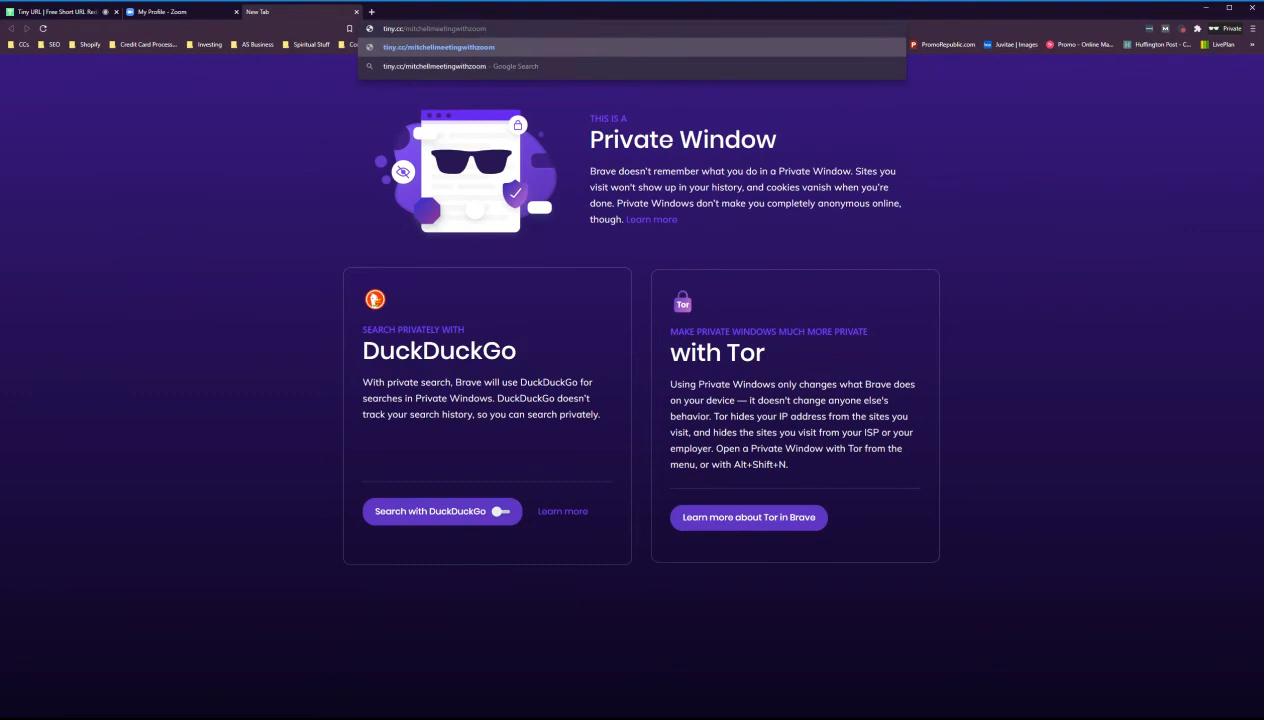 Tiny URL | Free Short URL Red
My Profile - Zoom
New Tab
tiny.cc/mitchellmeetingwithzoom
Private
CCs
SEO
Shopify
Credit Card Process...
Investing
AS Business
Spiritual Stuff
Co
PromoRepublic.com
Juvitae | Images
Promo - Online Ma...
Huffington Post - C...
LivePlan
»
tiny.cc/mitchellmeetingwithzoom
tiny.cc/mitchellmeetingwithzoom - Google Search
THIS IS A
Private Window
Brave doesn't remember what you do in a Private Window. Sites you
visit won't show up in your history, and cookies vanish when you're
done. Private Windows don't make you completely anonymous online,
though. Learn more
SEARCH PRIVATELY WITH
DuckDuckGo
With private search, Brave will use DuckDuckGo for
searches in Private Windows. DuckDuckGo doesn't
track your search history, so you can search privately.
Search with DuckDuckGo
Learn more
Tor
MAKE PRIVATE WINDOWS MUCH MORE PRIVATE
with Tor
Using Private Windows only changes what Brave does
on your device — it doesn't change anyone else's
behavior. Tor hides your IP address from the sites you
visit, and hides the sites you visit from your ISP or your
employer. Open a Private Window with Tor from the
menu, or with Alt+Shift+N.
Learn more about Tor in Brave